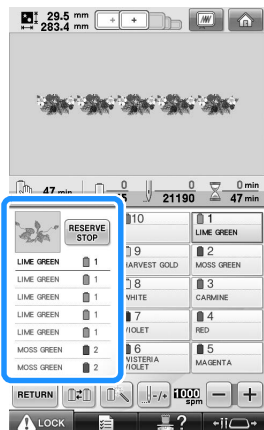 29.5 mm
283.4 mm
47 min
0
0
21190
0 min
47 min
RESERVE STOP
LIME GREEN 1
LIME GREEN 1
LIME GREEN 1
LIME GREEN 1
LIME GREEN 1
MOSS GREEN 2
MOSS GREEN 2
10
1
LIME GREEN
9
HARVEST GOLD
2
MOSS GREEN
8
WHITE
3
CARMINE
7
VIOLET
4
RED
6
WISTERIA VIOLET
5
MAGENTA
RETURN
-/+
1000 spm
-
+
LOCK
?